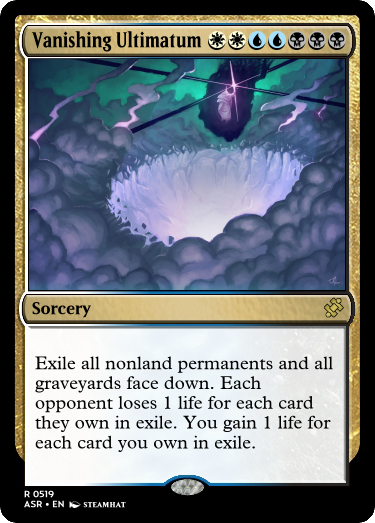 Vanishing Ultimatum
Sorcery
Exile all nonland permanents and all
graveyards face down. Each
opponent loses 1 life for each card
they own in exile. You gain 1 life for
each card you own in exile.
R 0519
ASR • EN STEAMHAT